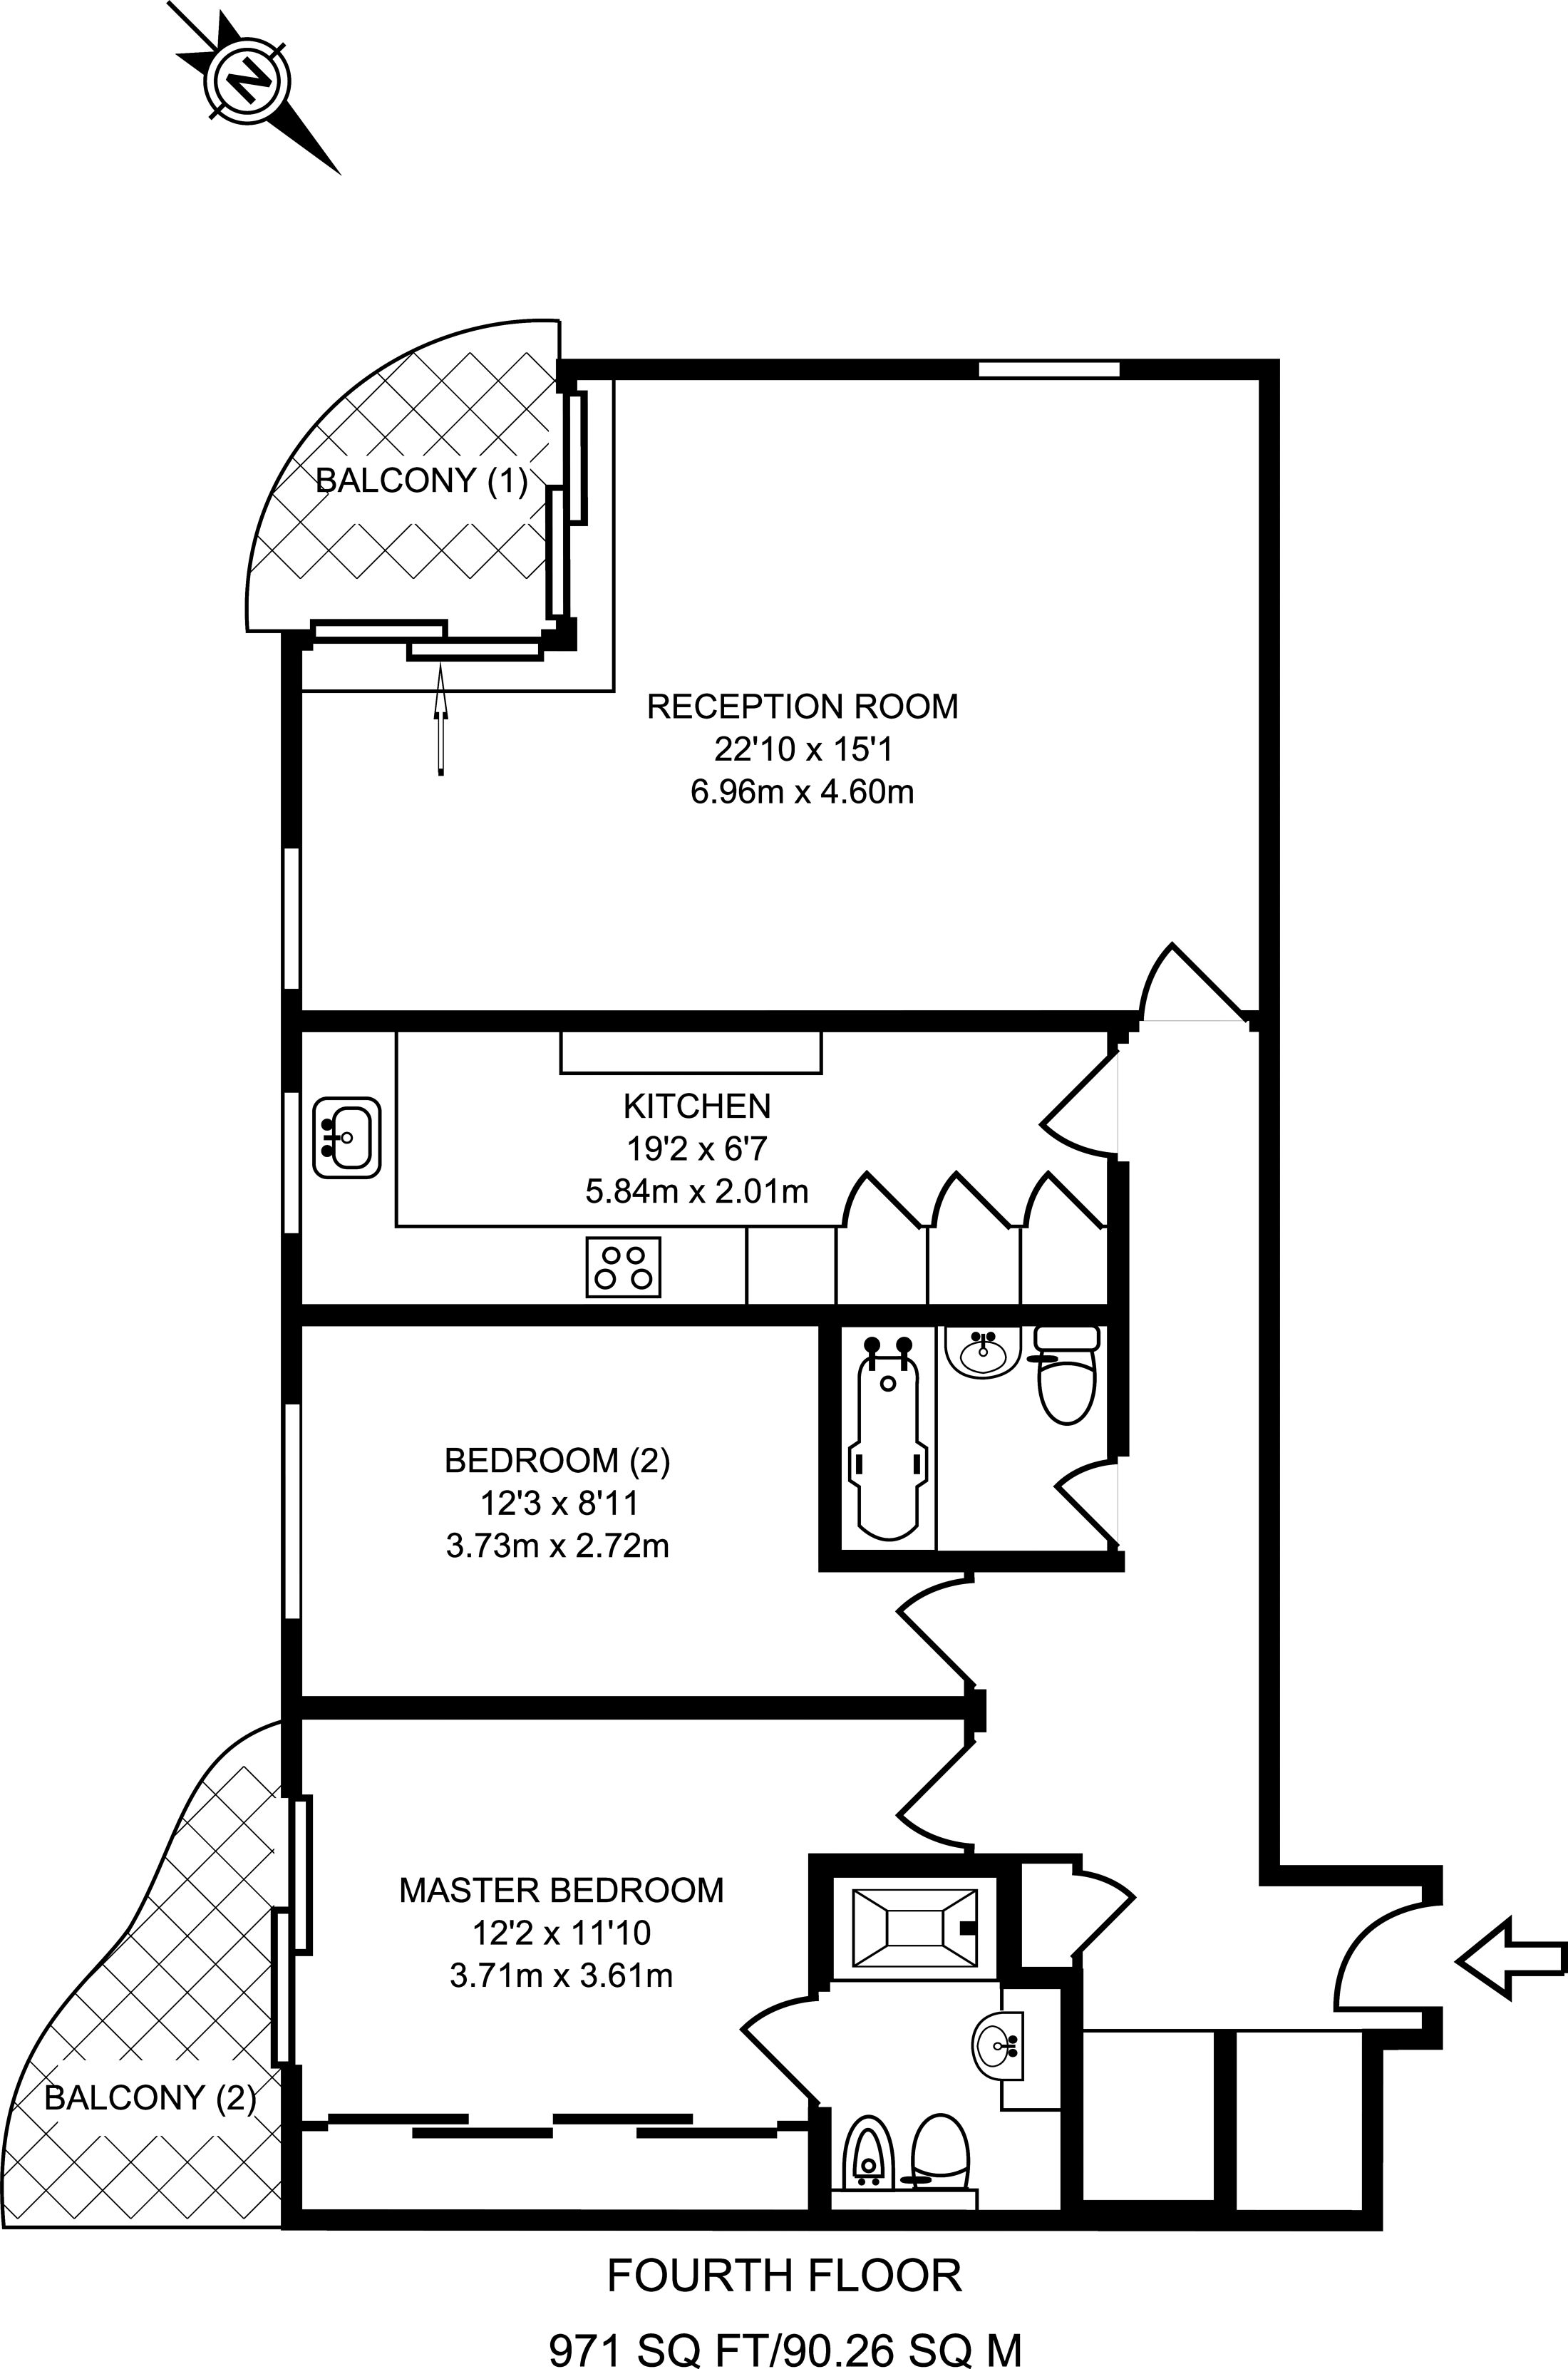 N
BALCONY (1)
RECEPTION ROOM
22'10 x 15'1
6.96m x 4.60m
KITCHEN
19'2 x 6'7
5.84m x 2.01m
BEDROOM (2)
12'3 x 8'11
3.73m x 2.72m
MASTER BEDROOM
12'2 x 11'10
3.71m x 3.61m
BALCONY (2)
FOURTH FLOOR
971 SQ FT/90.26 SQ M